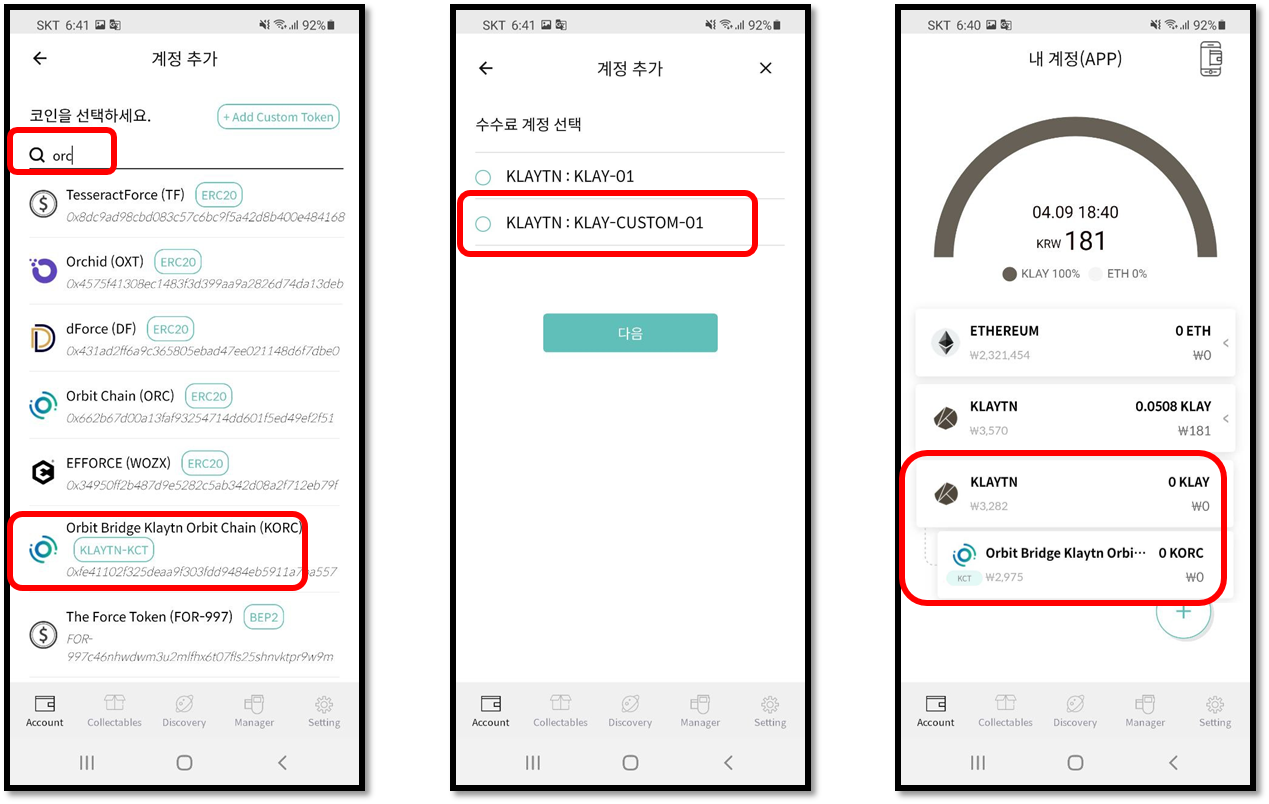 SKT 6:41 92%
계정 추가
코인을 선택하세요.
+ Add Custom Token
orc
TesseractForce (TF) ERC20
0x8dc9ad98cbd083c57c6bc9f5a42d8b400e484168
Orchid (OXT) ERC20
0x4575f41308ec1483f3d399aa9a2826d74da13deb
dForce (DF) ERC20
0x431ad2ff6a9c365805ebad47ee021148d6f7dbe0
Orbit Chain (ORC) ERC20
0x662b67d00a13faf93254714dd601f5ed49ef2f51
EFFORCE (WOZX) ERC20
0x34950ff2b487d9e5282c5ab342d08a2f712eb79f
Orbit Bridge Klaytn Orbit Chain (KORC)
KLAYTN-KCT
The Force Token (FOR-997) BEP2
FOR-
997c46nhwdwm3u2mlfhx6t07fls25shnvktpr9w9m
Account Collectables Discovery Manager Setting
SKT 6:41 92%
계정 추가
수수료 계정 선택
KLAYTN : KLAY-01
KLAYTN : KLAY-CUSTOM-01
다음
Account Collectables Discovery Manager Setting
SKT 6:40 92%
내 계정(APP)
04.09 18:40
KRW 181
KLAY 100% ETH 0%
ETHEREUM 0 ETH
₩2,321,454 ₩0
KLAYTN 0.0508 KLAY
₩3,570 ₩181
KLAYTN 0 KLAY
₩3,282 ₩0
Orbit Bridge Klaytn Orbi··· 0 KORC
KCT ₩2,975 ₩0
Account Collectables Discovery Manager Setting